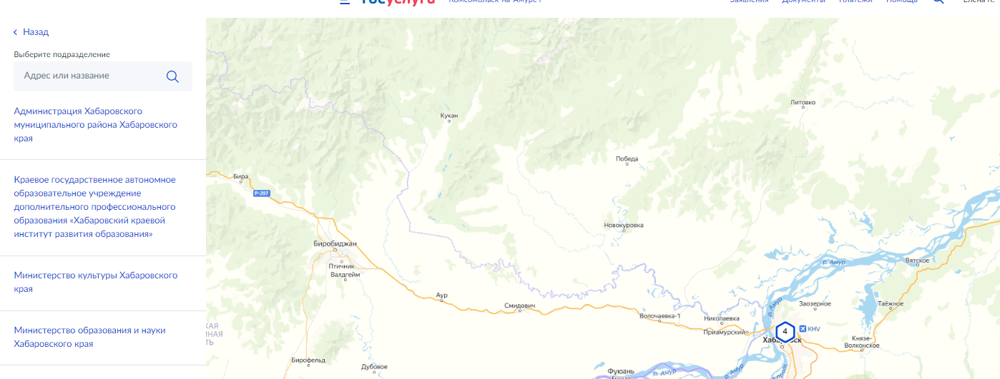 госуслуги
Комсомольск-на-Амуре г
Заявления
Документы
Платежи
Помощь
Елена К.
Назад
Выберите подразделение
Адрес или название
Администрация Хабаровского
муниципального района Хабаровского
края
Краевое государственное автономное
образовательное учреждение
дополнительного профессионального
образования «Хабаровский краевой
институт развития образования»
Министерство культуры Хабаровского
края
Министерство образования и науки
Хабаровского края
Литовко
Кукан
Победа
Бира
Р-297
Новокуровка
Биробиджан
Птичник
Валдгейм
р. Амур
Вятское
Аур
Смидович
Волочаевка-1
Николаевка
Приамурский
р. Амур
Заозерное
Таёжное
4
KHV
Хабаровск
Князе-
Волконское
Бирофельд
Дубовое
Фуюань
р. Амур
р. Амур